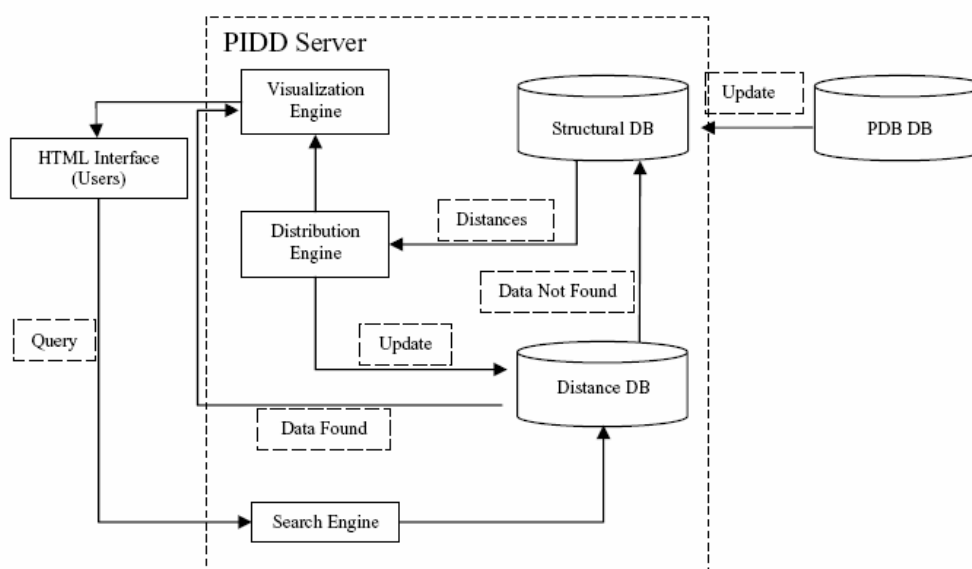 PIDD Server
Visualization
Engine
Update
Structural DB
PDB DB
HTML Interface
(Users)
Distances
Distribution
Engine
Data Not Found
Query
Update
Distance DB
Data Found
Search Engine